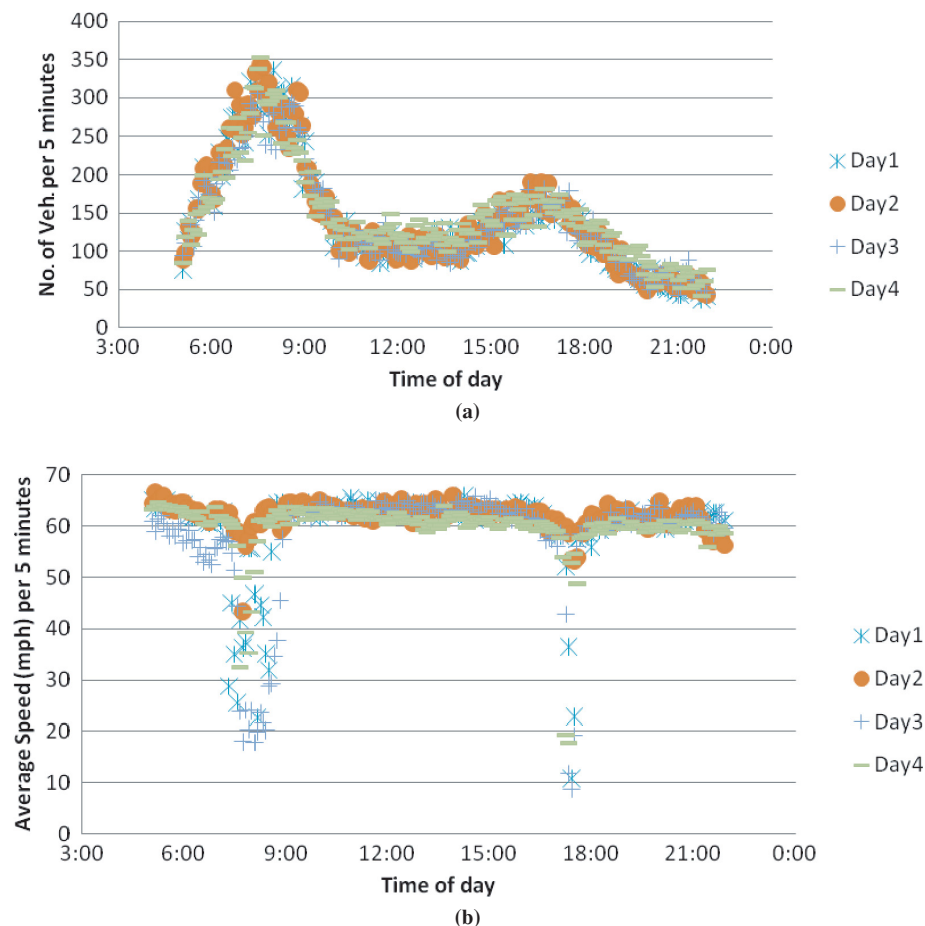 400
350
300
250
200
150
100
50
0
No. of Veh. per 5 minutes
3:00 6:00 9:00 12:00 15:00 18:00 21:00 0:00
Time of day
Day1
Day2
Day3
Day4
(a)
70
60
50
40
30
20
10
0
Average Speed (mph) per 5 minutes
3:00 6:00 9:00 12:00 15:00 18:00 21:00 0:00
Time of day
Day1
Day2
Day3
Day4
(b)